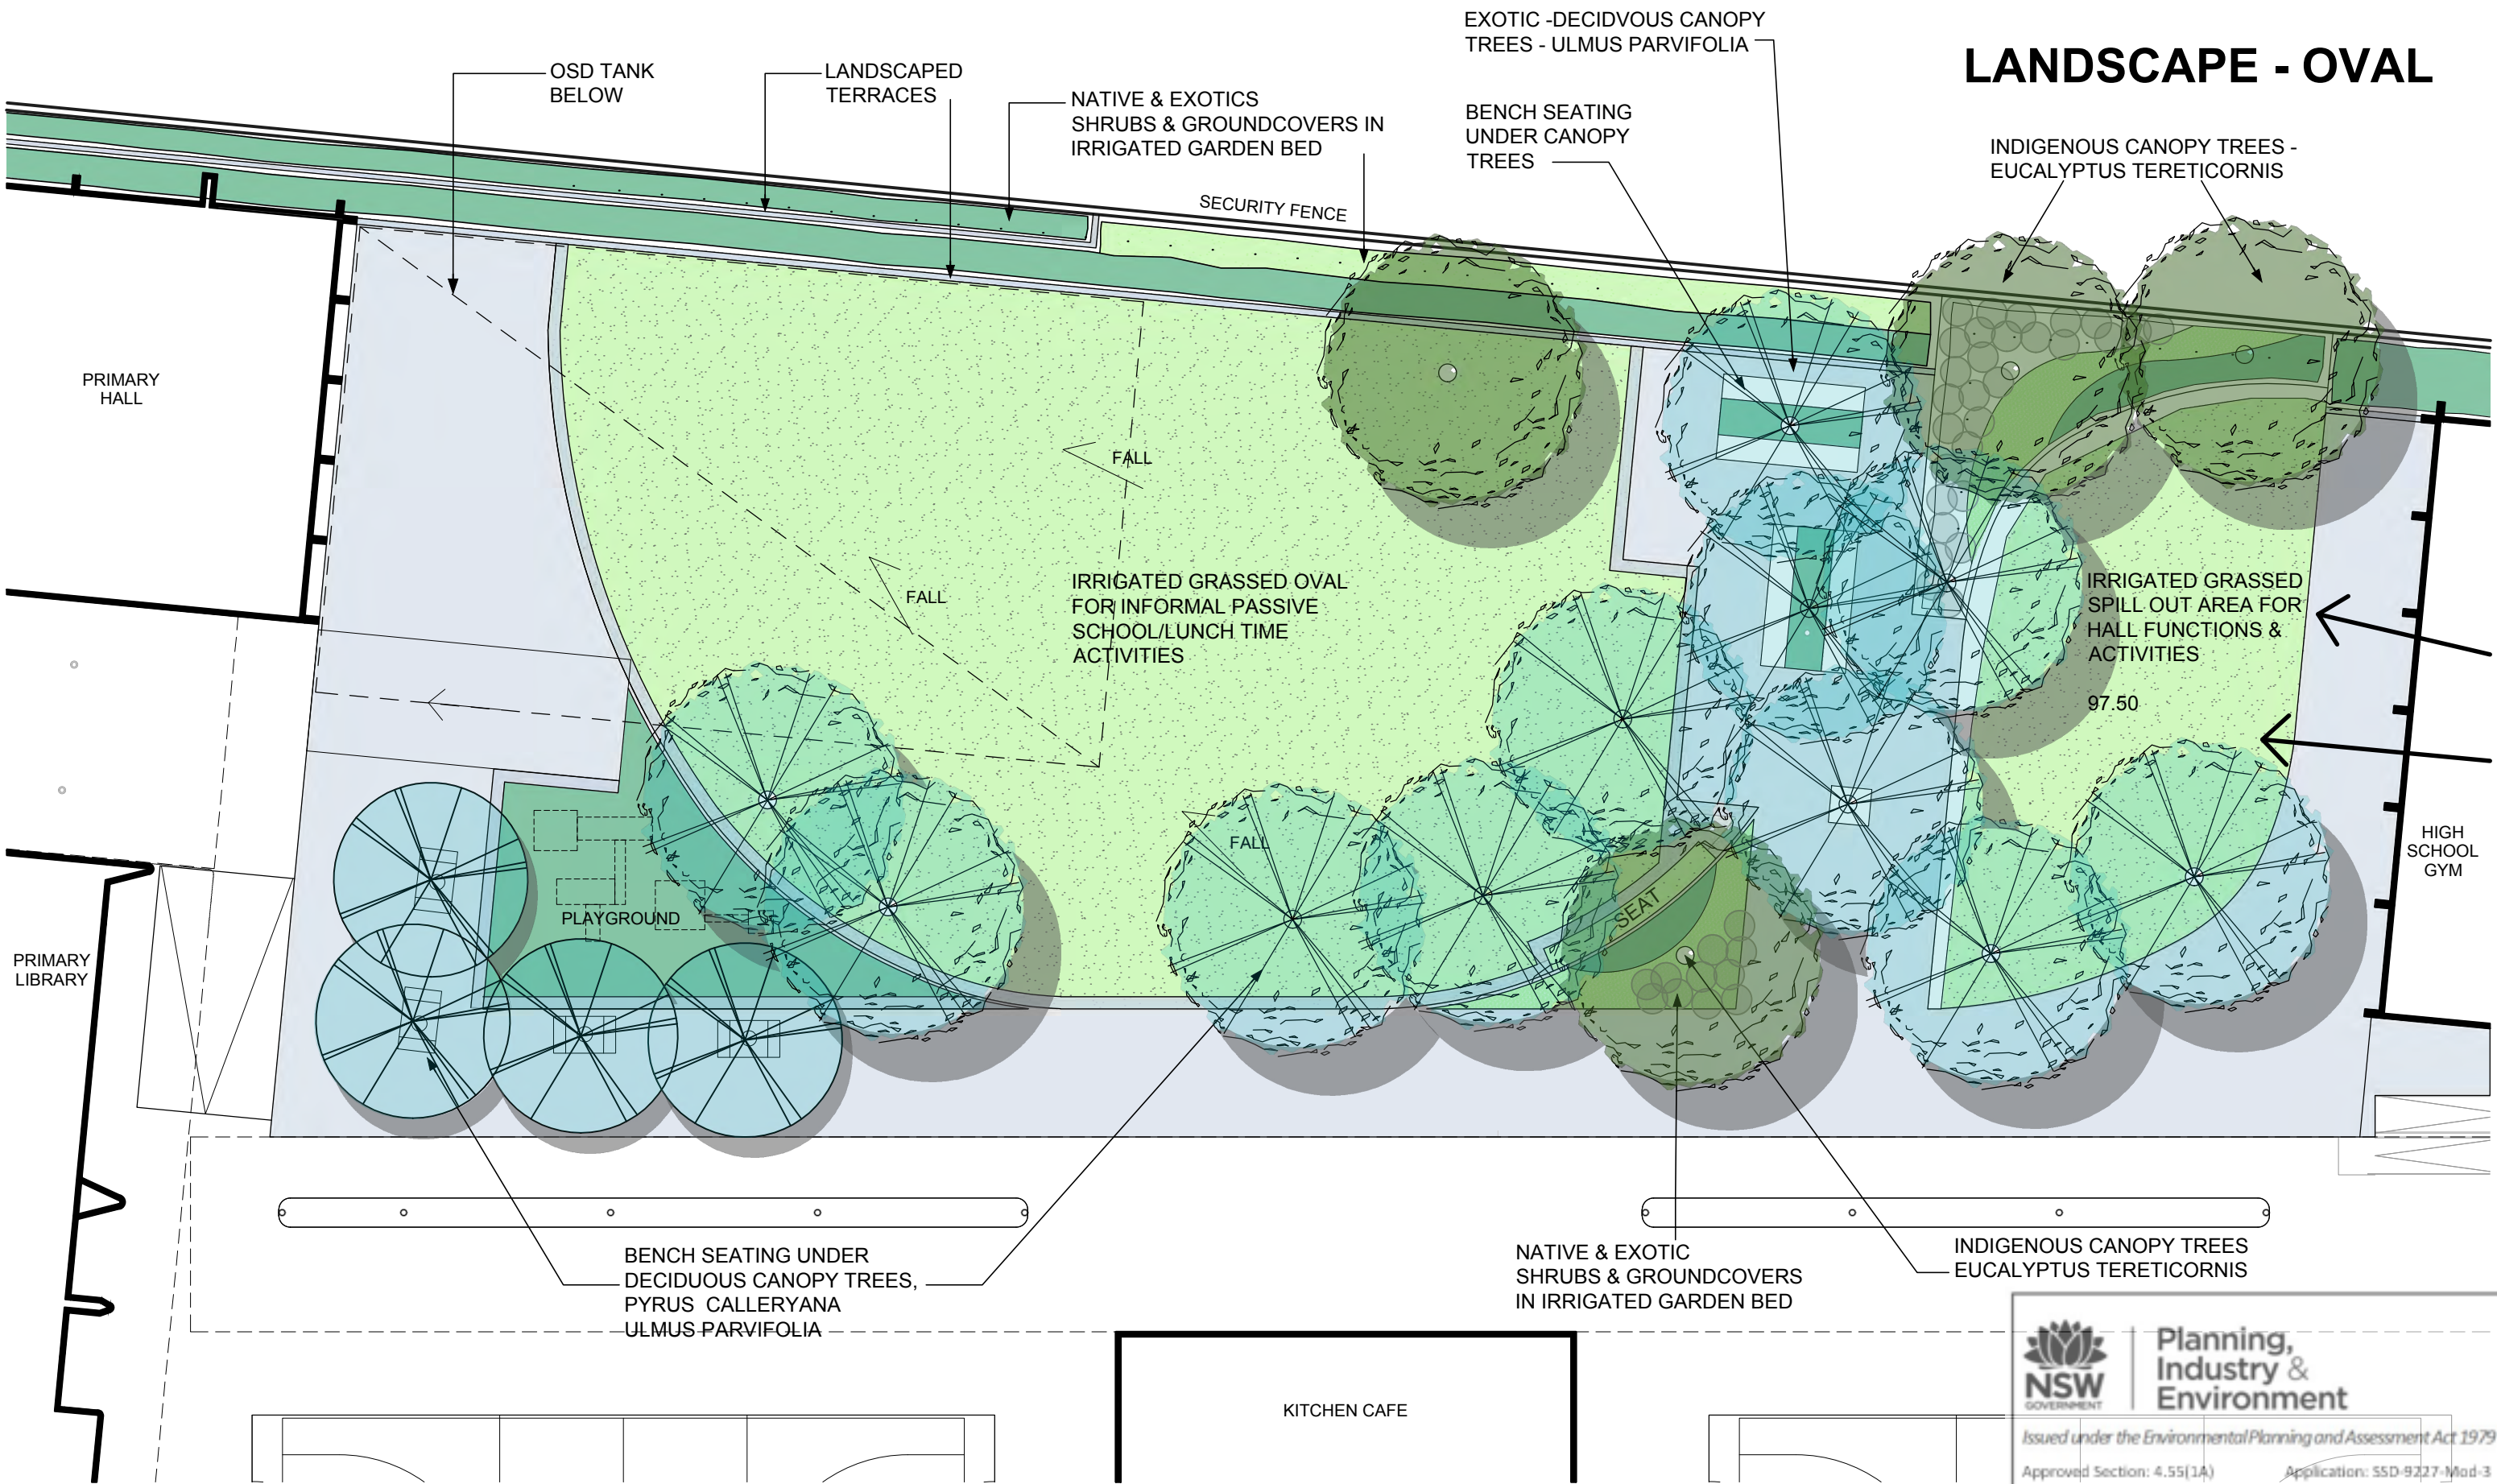 LANDSCAPE - OVAL
EXOTIC -DECIDVOUS CANOPY
TREES - ULMUS PARVIFOLIA
OSD TANK
BELOW
LANDSCAPED
TERRACES
NATIVE & EXOTICS
SHRUBS & GROUNDCOVERS IN
IRRIGATED GARDEN BED
BENCH SEATING
UNDER CANOPY
TREES
INDIGENOUS CANOPY TREES -
EUCALYPTUS TERETICORNIS
SECURITY FENCE
PRIMARY
HALL
FALL
FALL
IRRIGATED GRASSED OVAL
FOR INFORMAL PASSIVE
SCHOOL/LUNCH TIME
ACTIVITIES
IRRIGATED GRASSED
SPILL OUT AREA FOR
HALL FUNCTIONS &
ACTIVITIES
97.50
FALL
HIGH
SCHOOL
GYM
PLAYGROUND
SEAT
PRIMARY
LIBRARY
BENCH SEATING UNDER
DECIDUOUS CANOPY TREES,
PYRUS CALLERYANA
ULMUS PARVIFOLIA
NATIVE & EXOTIC
SHRUBS & GROUNDCOVERS
IN IRRIGATED GARDEN BED
INDIGENOUS CANOPY TREES
EUCALYPTUS TERETICORNIS
KITCHEN CAFE
NSW
GOVERNMENT
Planning,
Industry &
Environment
Issued under the Environmental Planning and Assessment Act 1979
Approved Section: 4.55(1A) Application: SSD-9227-Mod-3